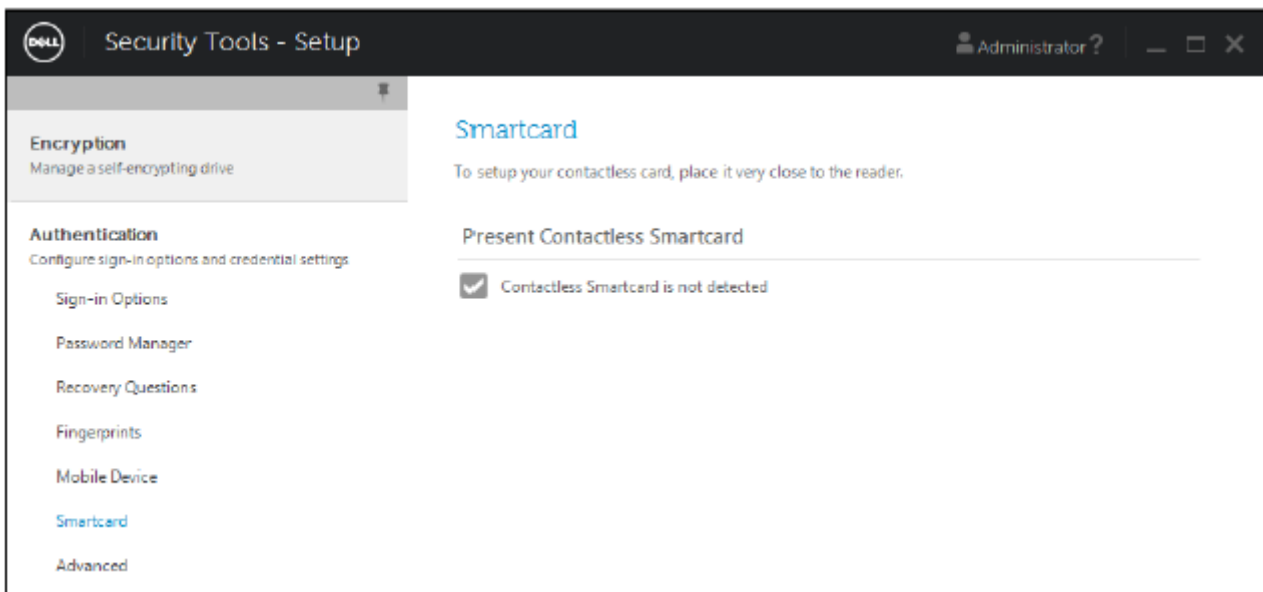 DELL
Security Tools - Setup
Administrator ?
Encryption
Manage a self-encrypting drive
Authentication
Configure sign-in options and credential settings
Sign-in Options
Password Manager
Recovery Questions
Fingerprints
Mobile Device
Smartcard
Advanced
Smartcard
To setup your contactless card, place it very close to the reader.
Present Contactless Smartcard
Contactless Smartcard is not detected